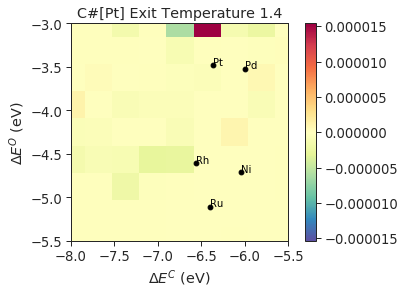 C#[Pt] Exit Temperature 1.4
−3.0
−3.5
−4.0
−4.5
−5.0
−5.5
ΔE^O (eV)
Pt
Pd
Rh
Ni
Ru
−8.0 −7.5 −7.0 −6.5 −6.0 −5.5
ΔE^C (eV)
0.000015
0.000010
0.000005
0.000000
−0.000005
−0.000010
−0.000015